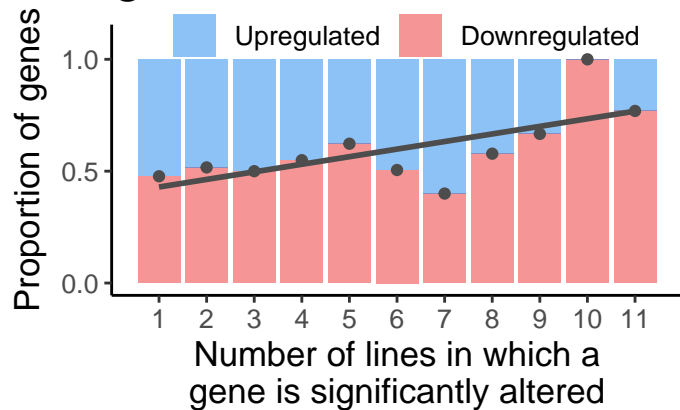 Upregulated Downregulated
Proportion of genes
1.0
0.5
0.0
1 2 3 4 5 6 7 8 9 10 11
Number of lines in which a
gene is significantly altered